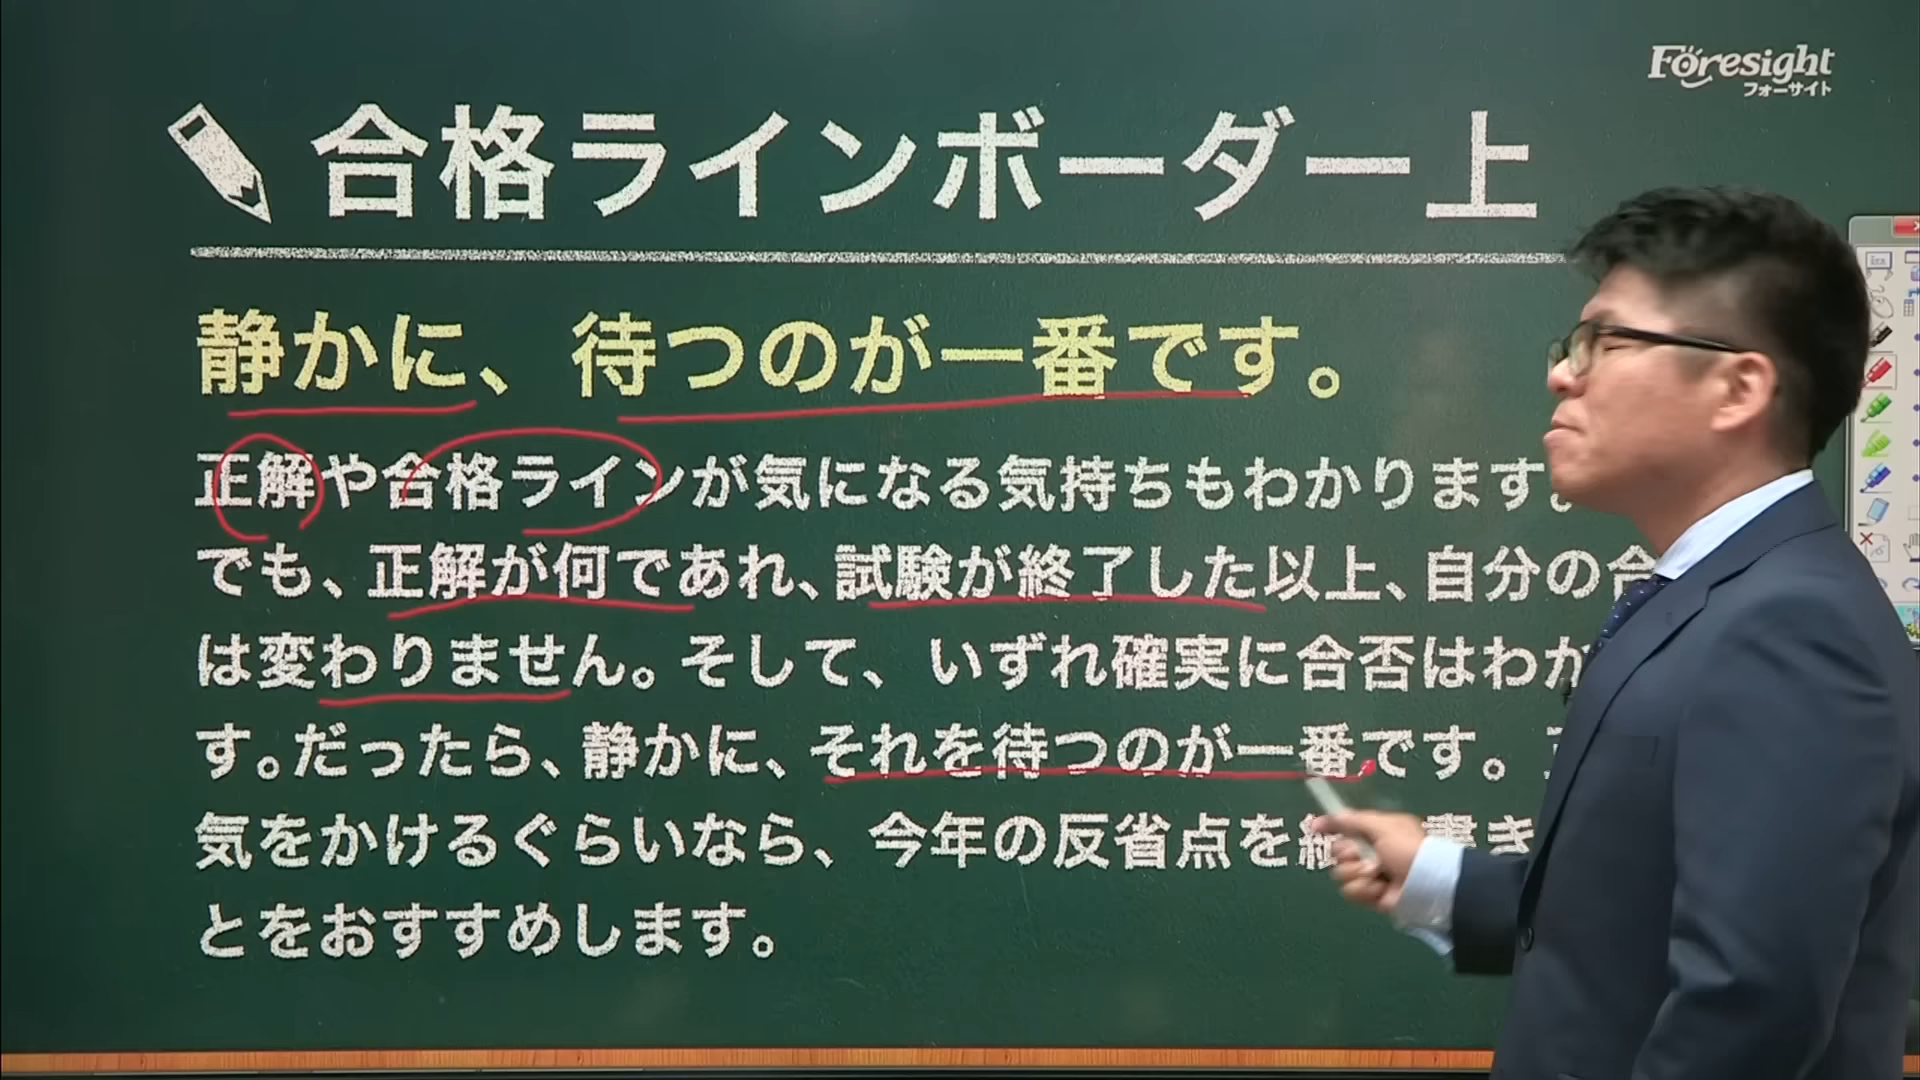 Foresight
フォーサイト
合格ラインボーダー上
静かに、待つのが一番です。
正解や合格ラインが気になる気持ちもわかります。
でも、正解が何であれ、試験が終了した以上、自分の合
は変わりません。そして、いずれ確実に合否はわか
す。だったら、静かに、それを待つのが一番です。
気をかけるぐらいなら、今年の反省点を紙 書き
とをおすすめします。